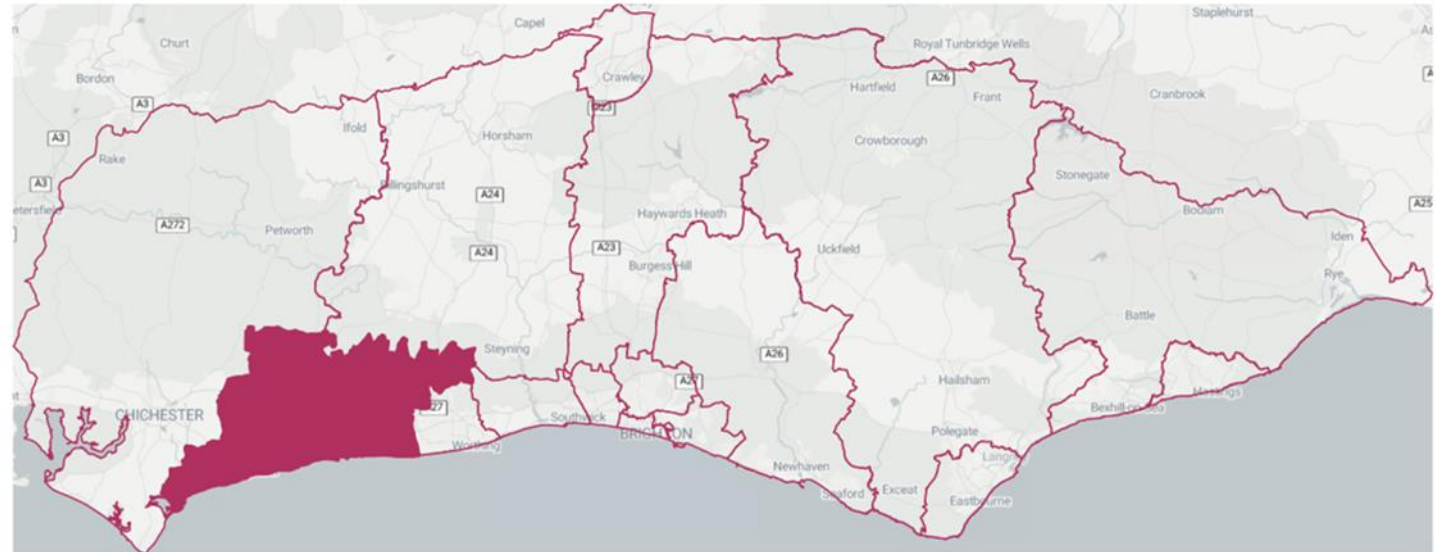 Staplehurst
Capel
Churt
Royal Tunbridge Wells
Bordon
Crawley
A26
Hartfield
Frant
Cranbrook
A3
Ifold
Horsham
A3
Crowborough
Rake
Stonegate
A3
A24
Bodiam
Haywards Heath
A272
Petworth
A25
Iden
Uckfield
A23
A24
Burgess Hill
Rye
Battle
Steyning
A26
Hailsham
CHICHESTER
Southwick
Bexhill-on-Sea
Hastings
BRIGHTON
Polegate
Worthing
Newhaven
Seaford
Exceat
Eastbourne